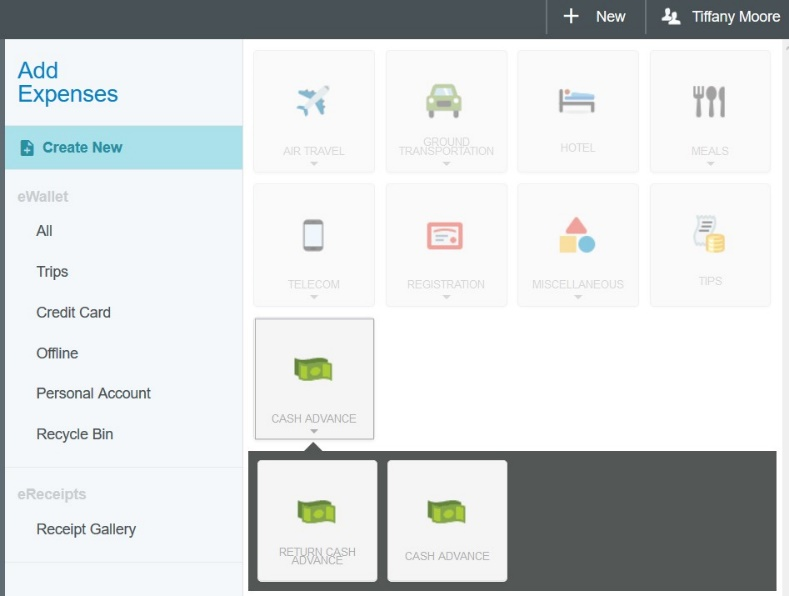 New
Tiffany Moore
Add
Expenses
Create New
eWallet
All
Trips
Credit Card
Offline
Personal Account
Recycle Bin
eReceipts
Receipt Gallery
AIR TRAVEL
GROUND
TRANSPORTATION
HOTEL
MEALS
TELECOM
REGISTRATION
MISCELLANEOUS
TIPS
CASH ADVANCE
RETURN CASH
ADVANCE
CASH ADVANCE